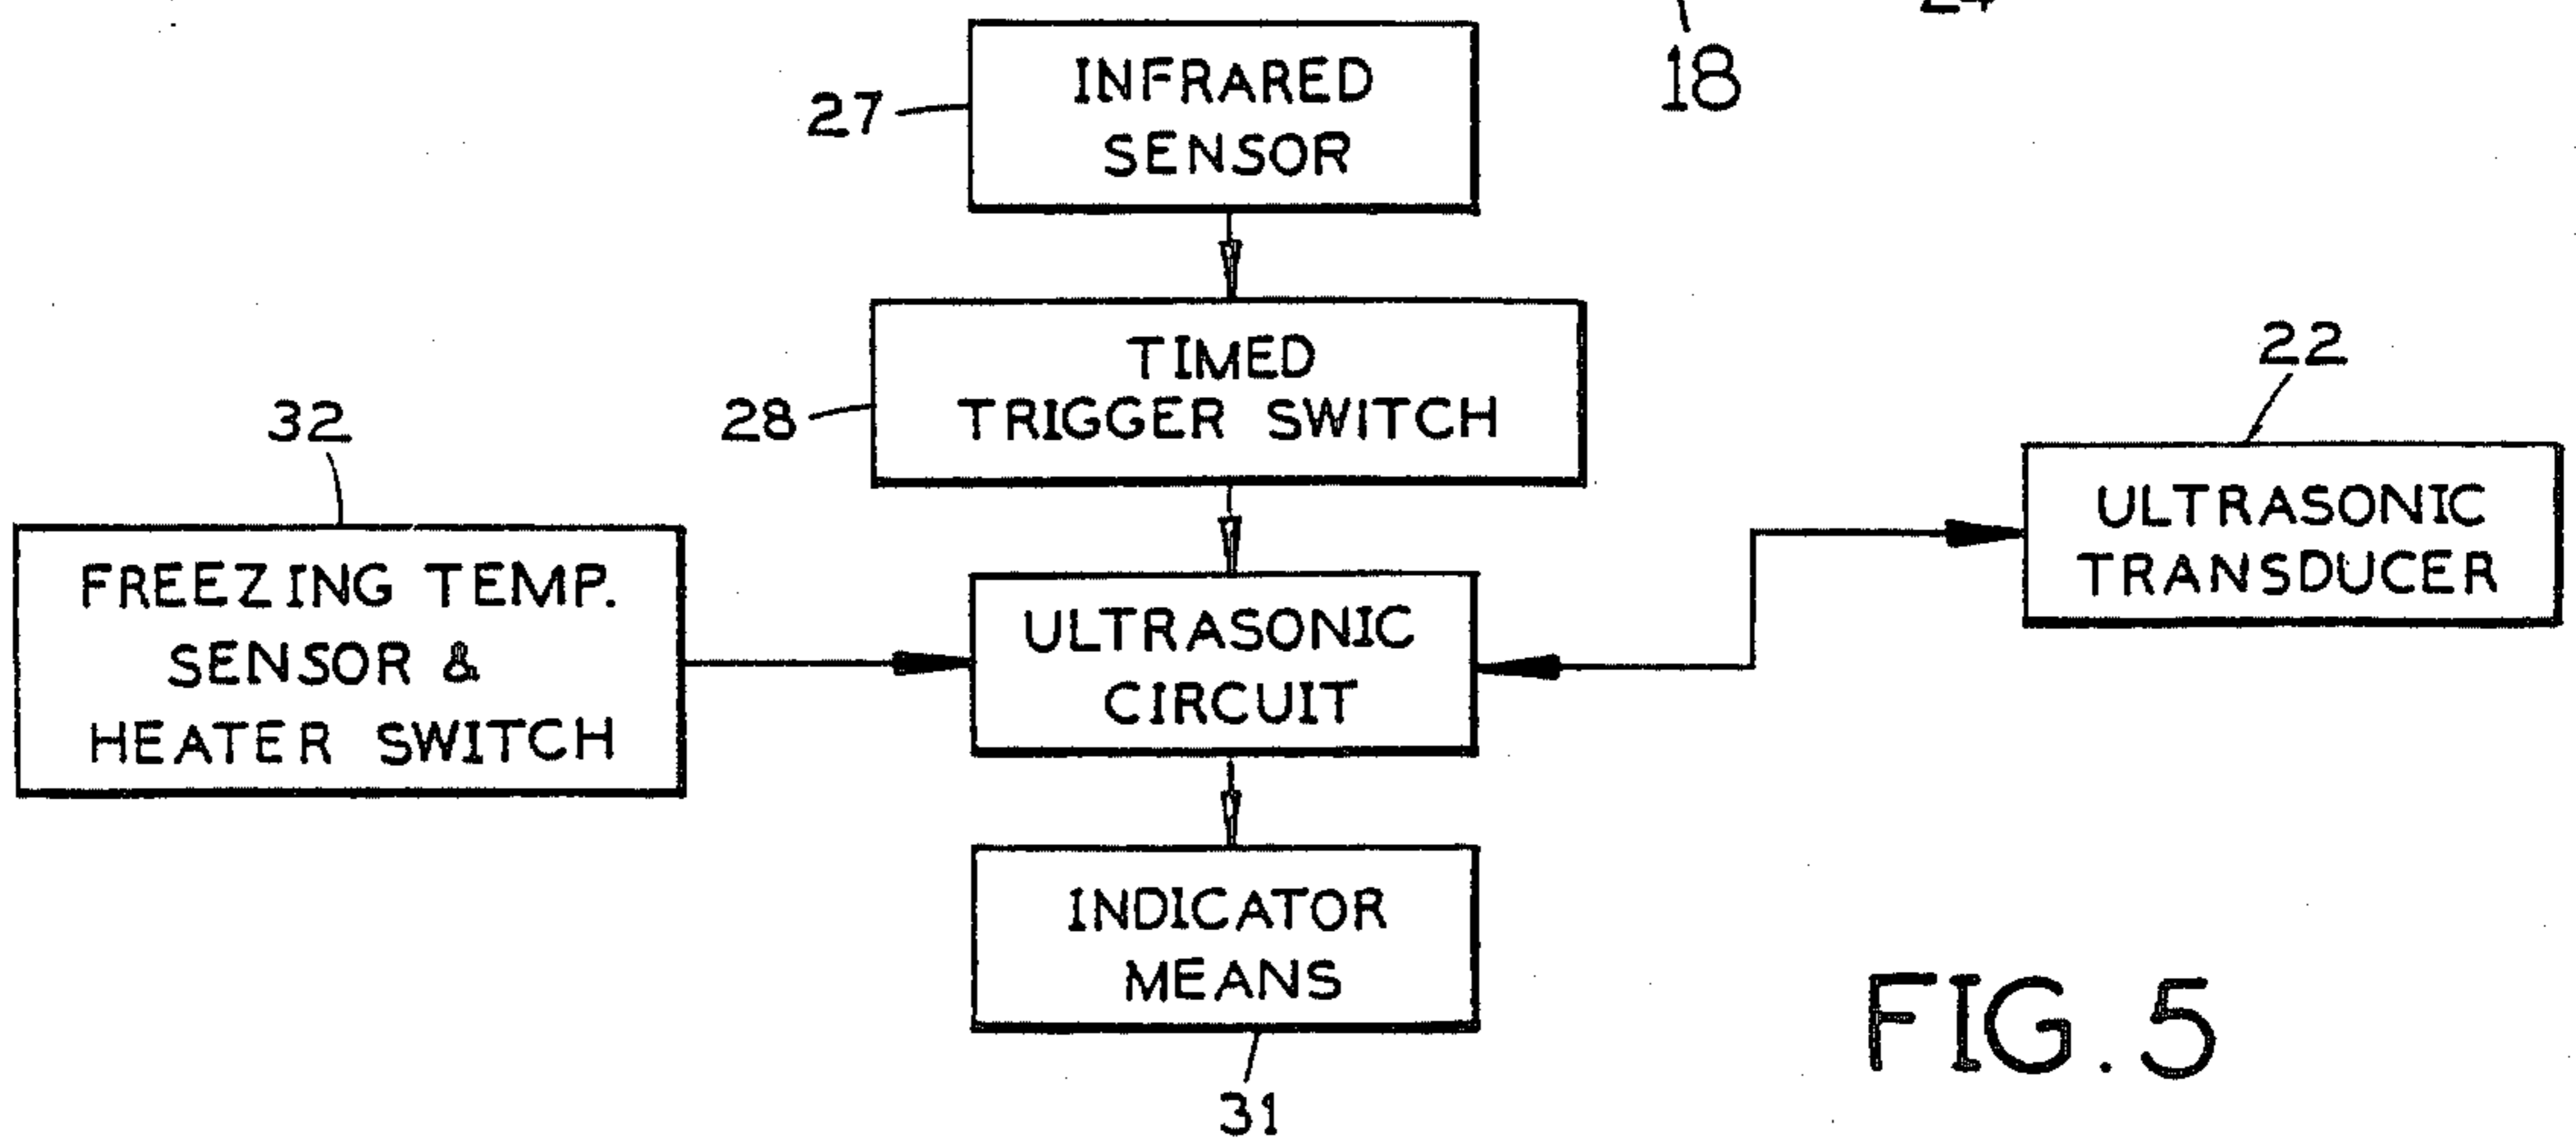 INFRARED
SENSOR
27
18
TIMED
TRIGGER SWITCH
28
22
32
ULTRASONIC
TRANSDUCER
FREEZING TEMP.
SENSOR &
HEATER SWITCH
ULTRASONIC
CIRCUIT
INDICATOR
MEANS
31
FIG. 5